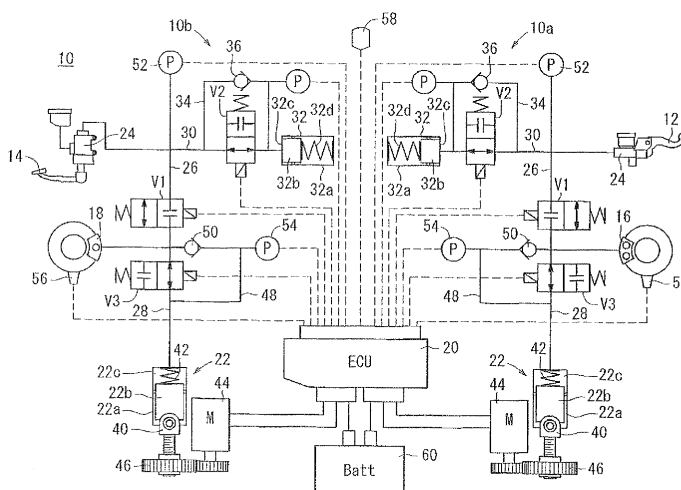 10b 58 10a
10 52 P 36 P P 36 P 52
V2 V2
34 32c 32 32d 32d 32 32c 34
24 30 30 12
14 26 32b 32a 32a 32b 26 24
V1 V1
18 50 54 54 50 16
P P
56 V3 48 48 V3 5
28 28
ECU 20
42 22 22 42
22c 44 44 22c
22b 22b
22a M M 22a
40 40
46 Batt 60 46